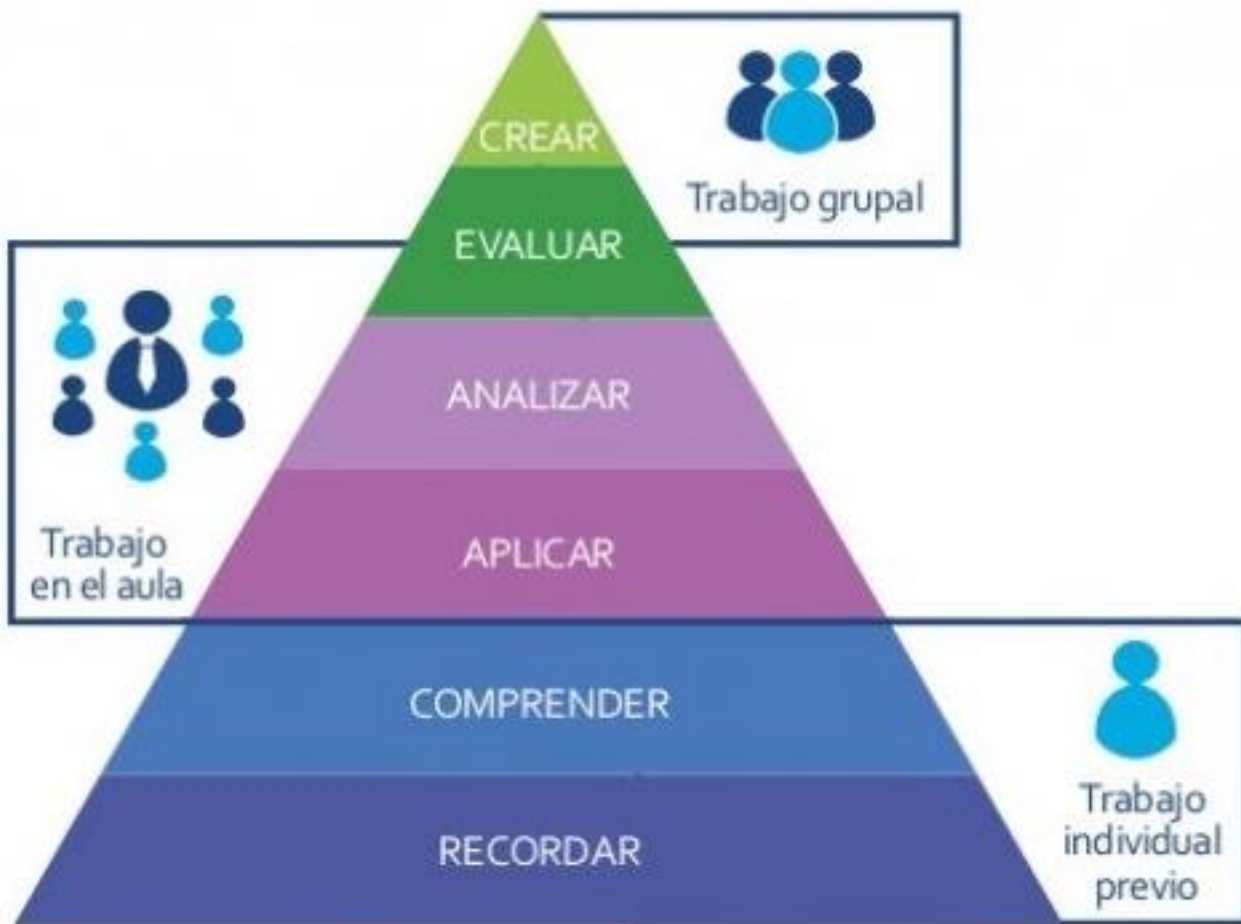 CREAR
Trabajo grupal
EVALUAR
ANALIZAR
Trabajo
en el aula
APLICAR
COMPRENDER
RECORDAR
Trabajo
individual
previo